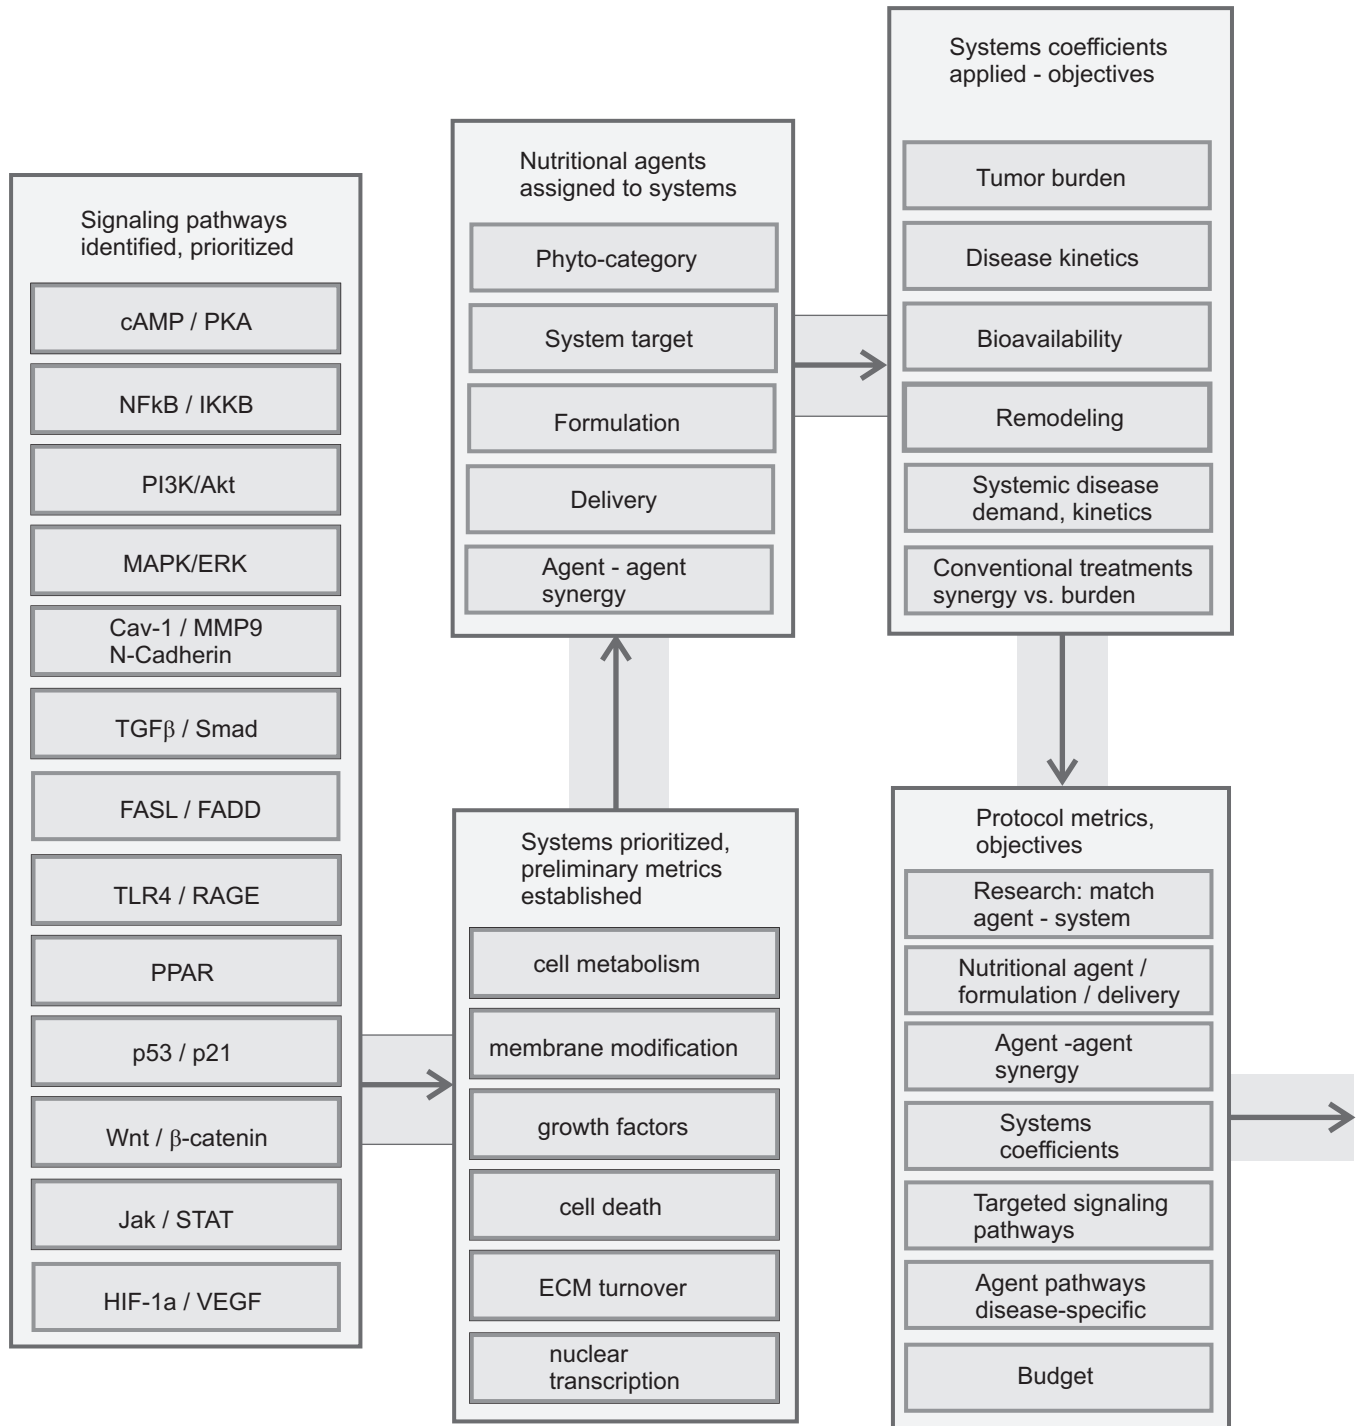 Signaling pathways
identified, prioritized
cAMP / PKA
NFkB / IKKB
PI3K/Akt
MAPK/ERK
Cav-1 / MMP9
N-Cadherin
TGFβ / Smad
FASL / FADD
TLR4 / RAGE
PPAR
p53 / p21
Wnt / β-catenin
Jak / STAT
HIF-1a / VEGF
Systems prioritized,
preliminary metrics
established
cell metabolism
membrane modification
growth factors
cell death
ECM turnover
nuclear
transcription
Nutritional agents
assigned to systems
Phyto-category
System target
Formulation
Delivery
Agent - agent
synergy
Systems coefficients
applied - objectives
Tumor burden
Disease kinetics
Bioavailability
Remodeling
Systemic disease
demand, kinetics
Conventional treatments
synergy vs. burden
Protocol metrics,
objectives
Research: match
agent - system
Nutritional agent /
formulation / delivery
Agent -agent
synergy
Systems
coefficients
Targeted signaling
pathways
Agent pathways
disease-specific
Budget